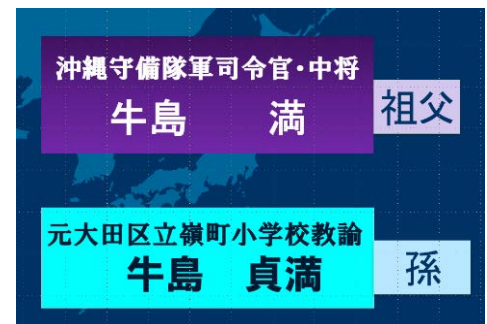 沖縄守備隊軍司令官・中将
牛島　満
祖父
元大田区立嶺町小学校教諭
牛島　貞満
孫